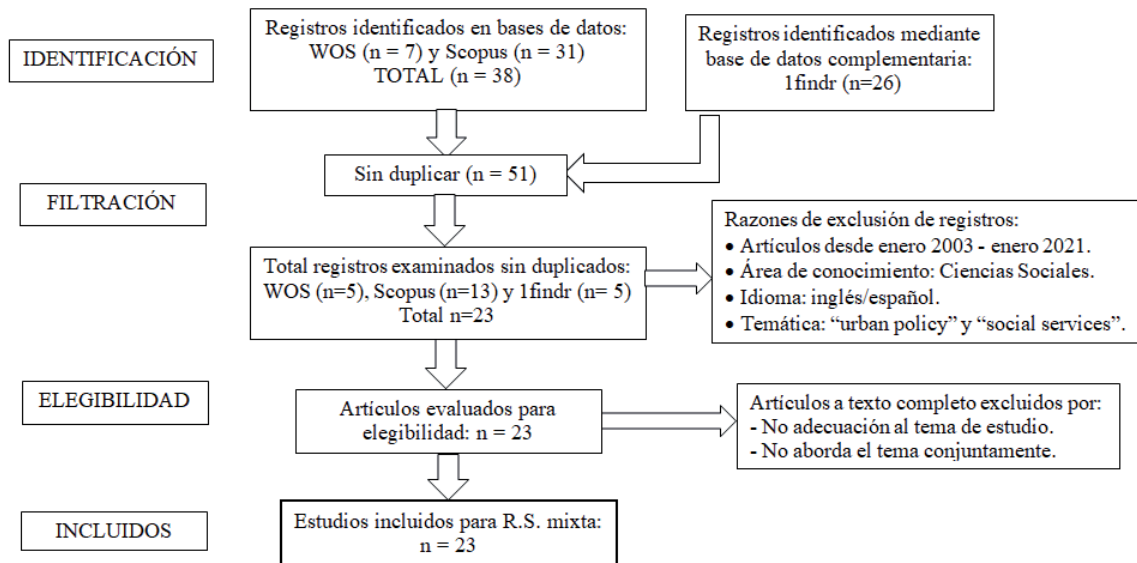 IDENTIFICACIÓN
Registros identificados en bases de datos:
WOS (n = 7) y Scopus (n = 31)
TOTAL (n = 38)
Registros identificados mediante
base de datos complementaria:
1findr (n=26)
Sin duplicar (n = 51)
FILTRACIÓN
Total registros examinados sin duplicados:
WOS (n=5), Scopus (n=13) y 1findr (n= 5)
Total n=23
Razones de exclusión de registros:
• Artículos desde enero 2003 - enero 2021.
• Área de conocimiento: Ciencias Sociales.
• Idioma: inglés/español.
• Temática: “urban policy” y “social services”.
ELEGIBILIDAD
Artículos evaluados para
elegibilidad: n = 23
Artículos a texto completo excluidos por:
- No adecuación al tema de estudio.
- No aborda el tema conjuntamente.
INCLUIDOS
Estudios incluidos para R.S. mixta:
n = 23